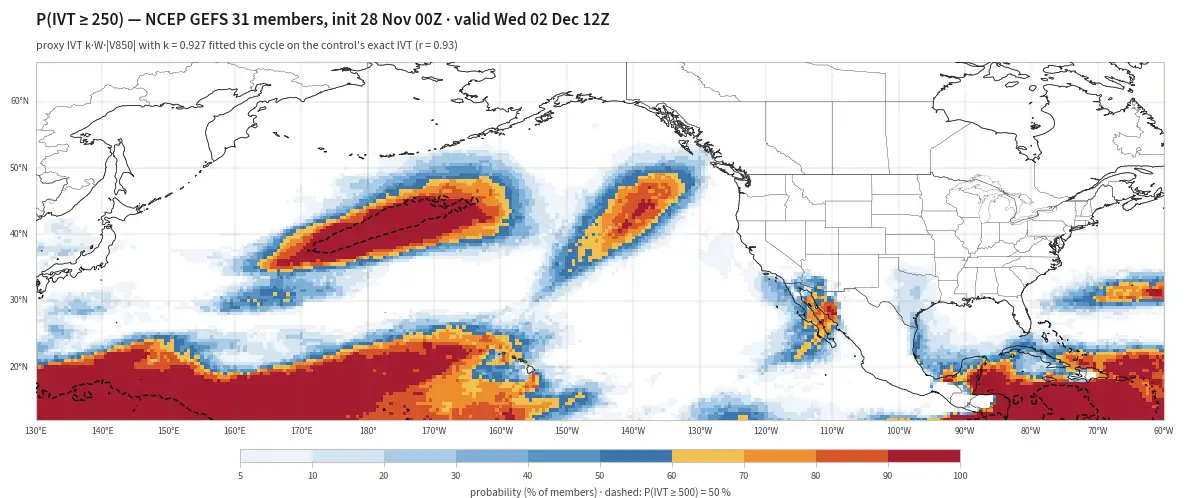 P(IVT ≥ 250) — NCEP GEFS 31 members, init 28 Nov 00Z · valid Wed 02 Dec 12Z
proxy IVT k·W·|V850| with k = 0.927 fitted this cycle on the control's exact IVT (r = 0.93)
60°N
50°N
40°N
30°N
20°N
130°E 140°E 150°E 160°E 170°E 180° 170°W 160°W 150°W 140°W 130°W 120°W 110°W 100°W 90°W 80°W 70°W 60°W
5 10 20 30 40 50 60 70 80 90 100
probability (% of members) · dashed: P(IVT ≥ 500) = 50 %